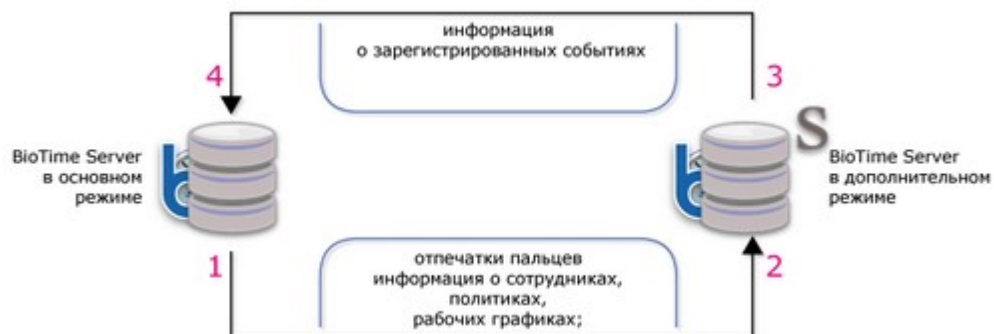 информация
о зарегистрированных событиях
4
3
S
BioTime Server
в основном
режиме
BioTime Server
в дополнительном
режиме
1
2
отпечатки пальцев
информация о сотрудниках,
политиках,
рабочих графиках;